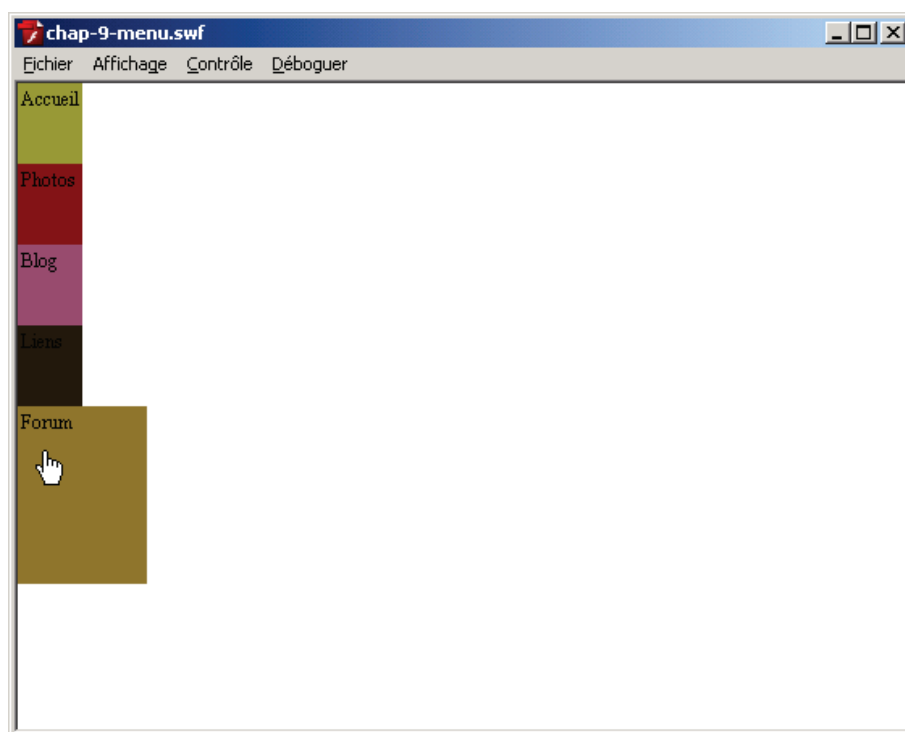 chap-9-menu.swf
Fichier Affichage Contrôle Déboguer
Accueil
Photos
Blog
Liens
Forum